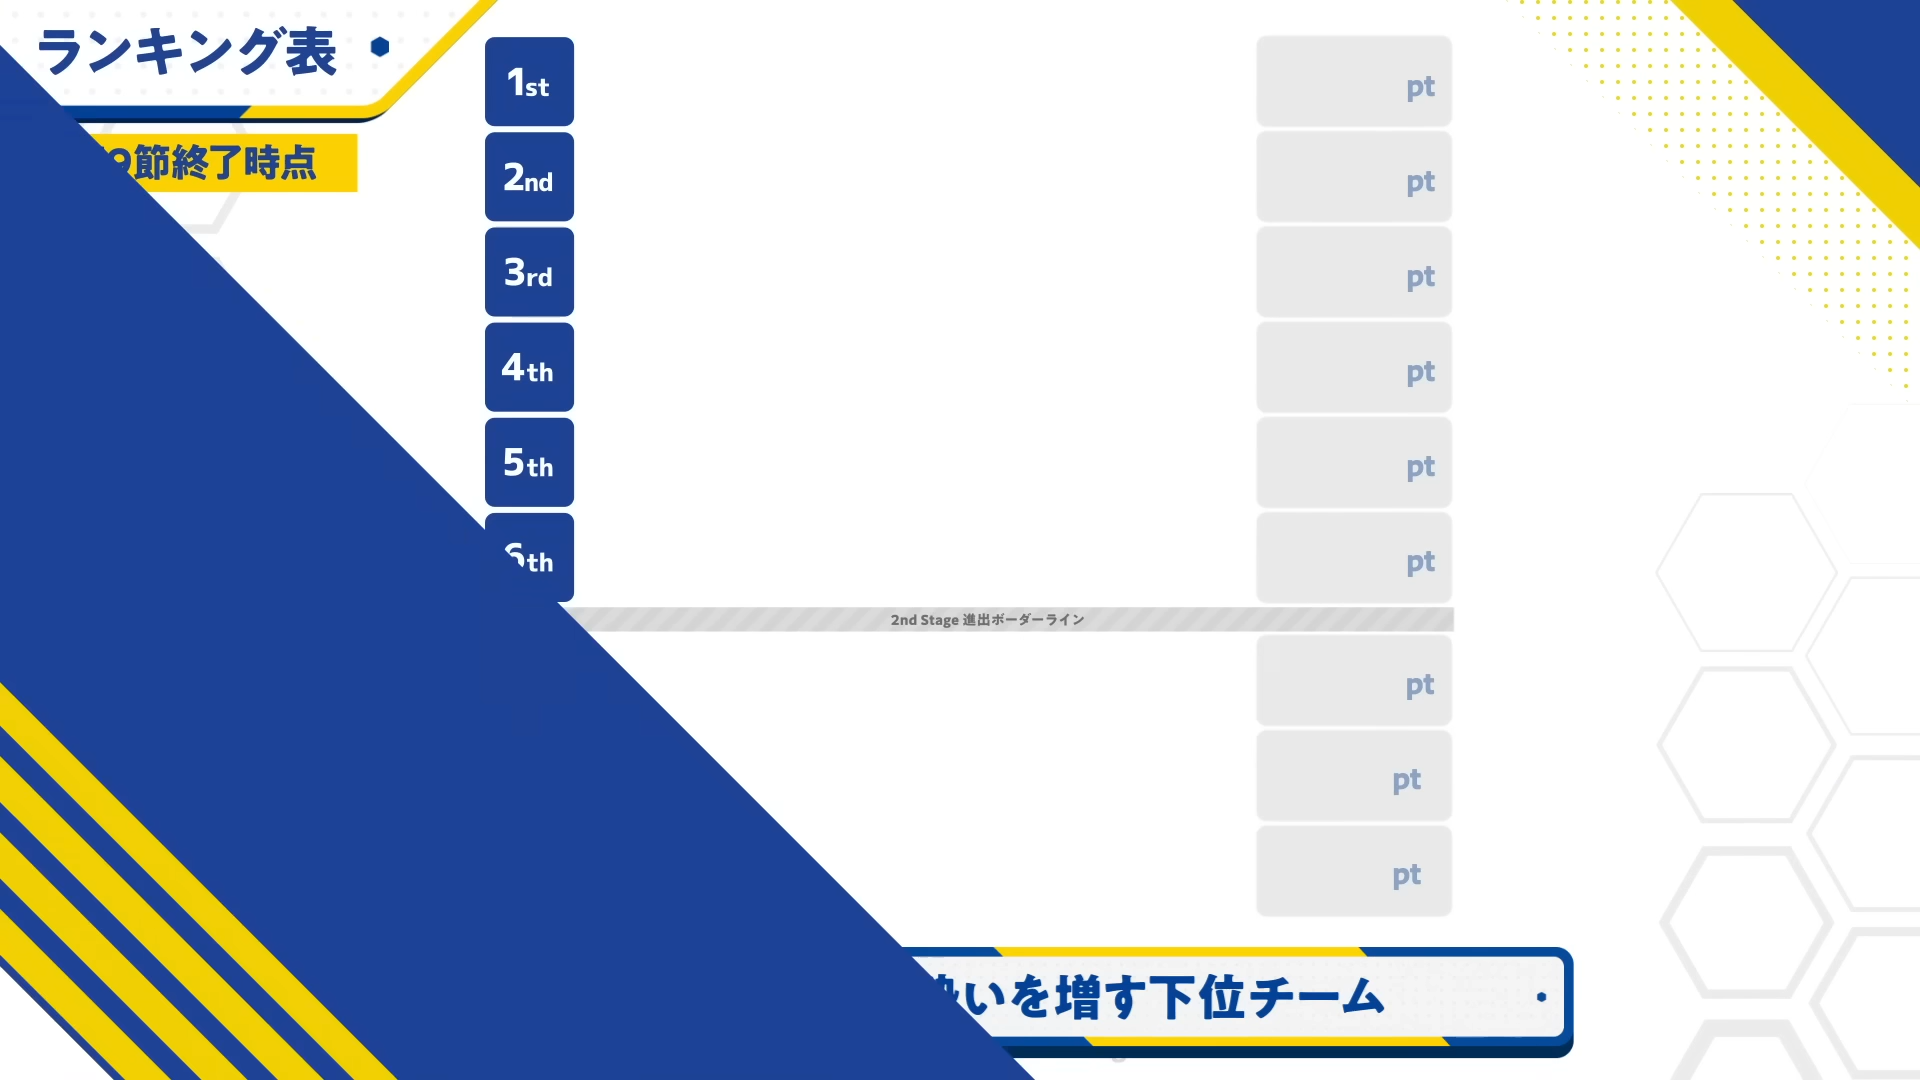 ランキング表
9節終了時点
1st
pt
2nd
pt
3rd
pt
4th
pt
5th
pt
6th
pt
2nd Stage 進出ボーダーライン
pt
pt
pt
いを増す下位チーム